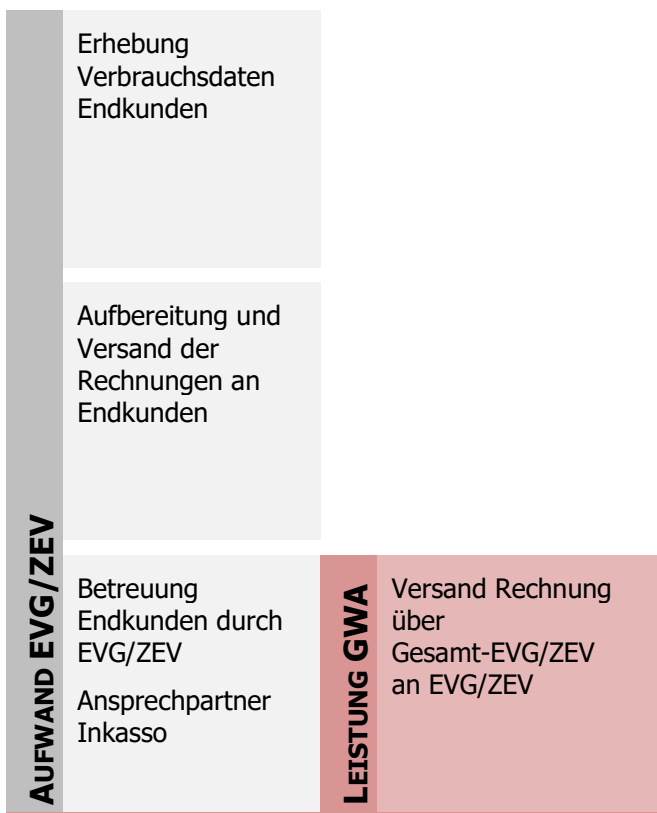 AUFWAND EVG/ZEV
Erhebung
Verbrauchsdaten
Endkunden
Aufbereitung und
Versand der
Rechnungen an
Endkunden
Betreuung
Endkunden durch
EVG/ZEV
Ansprechpartner
Inkasso
LEISTUNG GWA
Versand Rechnung
über
Gesamt-EVG/ZEV
an EVG/ZEV